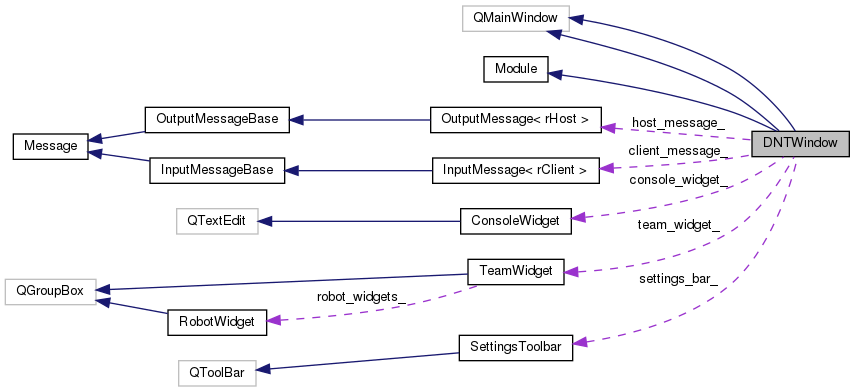 QMainWindow
Module
OutputMessageBase
OutputMessage< rHost >
host_message_
DNTWindow
Message
client_message_
InputMessageBase
InputMessage< rClient >
console_widget_
QTextEdit
ConsoleWidget
team_widget_
TeamWidget
settings_bar_
QGroupBox
robot_widgets_
RobotWidget
SettingsToolbar
QToolBar